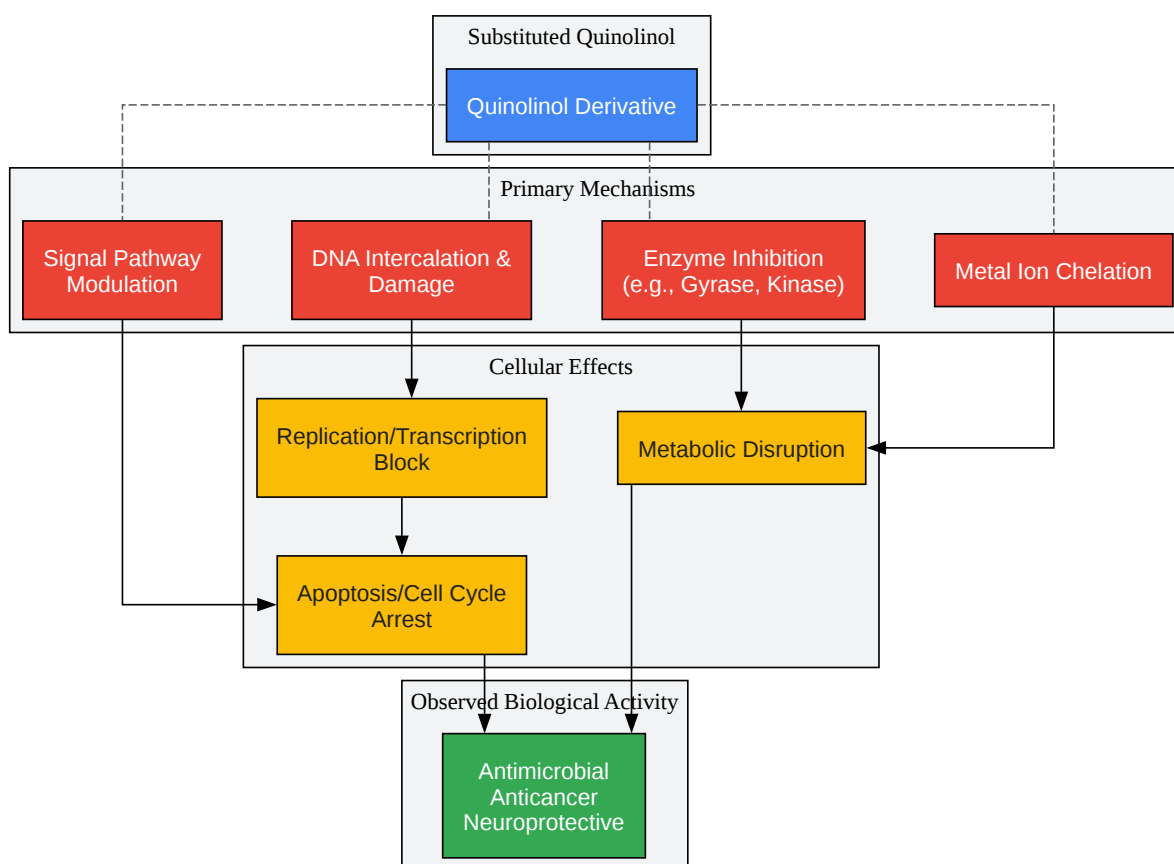 Substituted Quinolinol
Quinolinol Derivative
Primary Mechanisms
Signal Pathway
Modulation
DNA Intercalation &
Damage
Enzyme Inhibition
(e.g., Gyrase, Kinase)
Metal Ion Chelation
Cellular Effects
Replication/Transcription
Block
Metabolic Disruption
Apoptosis/Cell Cycle
Arrest
Observed Biological Activity
Antimicrobial
Anticancer
Neuroprotective